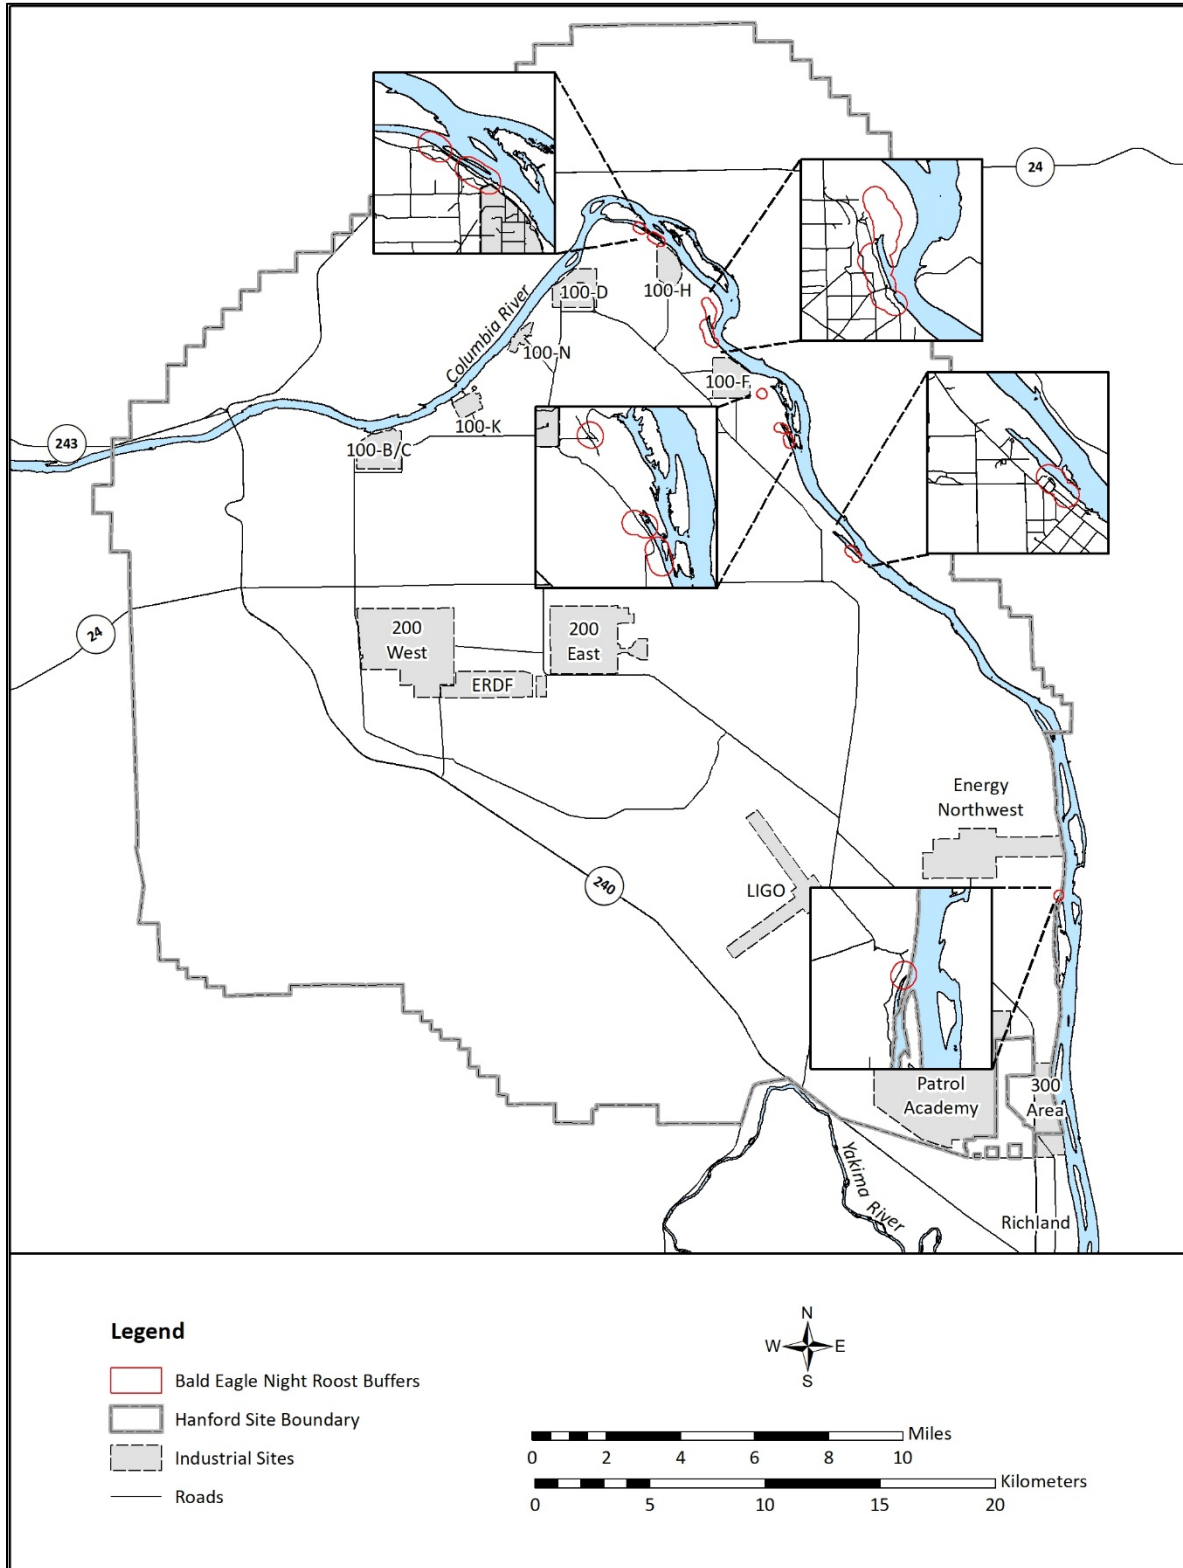 24
100-D
100-H
Columbia River
100-N
100-F
100-K
243
100-B/C
24
200
West
200
East
ERDF
Energy
Northwest
240
LIGO
Patrol
Academy
300
Area
Yakima
River
Richland
Legend
Bald Eagle Night Roost Buffers
Hanford Site Boundary
Industrial Sites
Roads
N
W
E
S
Miles
0 2 4 6 8 10
Kilometers
0 5 10 15 20